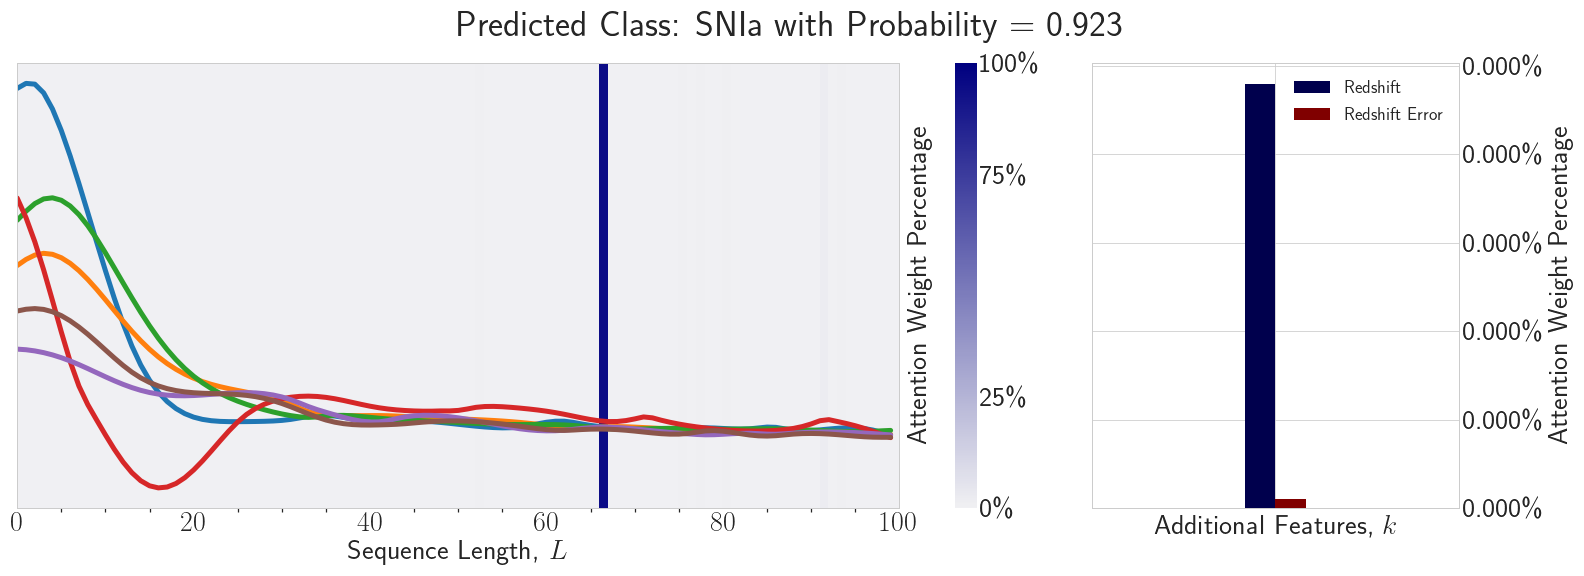 Predicted Class: SNIa with Probability = 0.923
0
20
40
60
80
100
Sequence Length, L
100%
75%
25%
0%
Attention Weight Percentage
Redshift
Redshift Error
0.000%
0.000%
0.000%
0.000%
0.000%
0.000%
Attention Weight Percentage
Additional Features, k